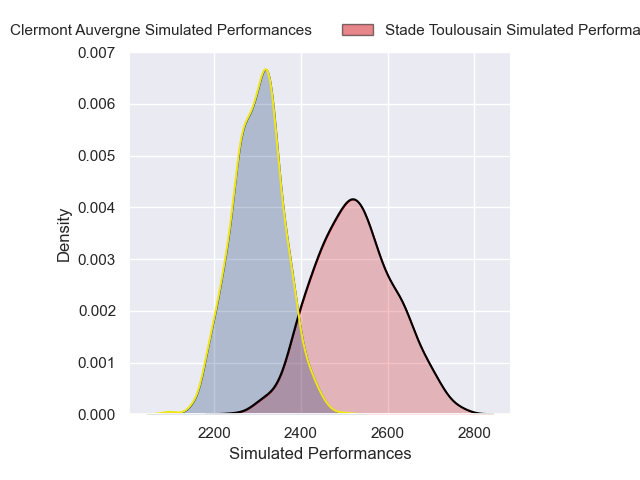 Clermont Auvergne Simulated Performances Stade Toulousain Simulated Performa
0.007
0.006
0.005
0.004
0.003
0.002
0.001
0.000
Density
2200 2400 2600 2800
Simulated Performances